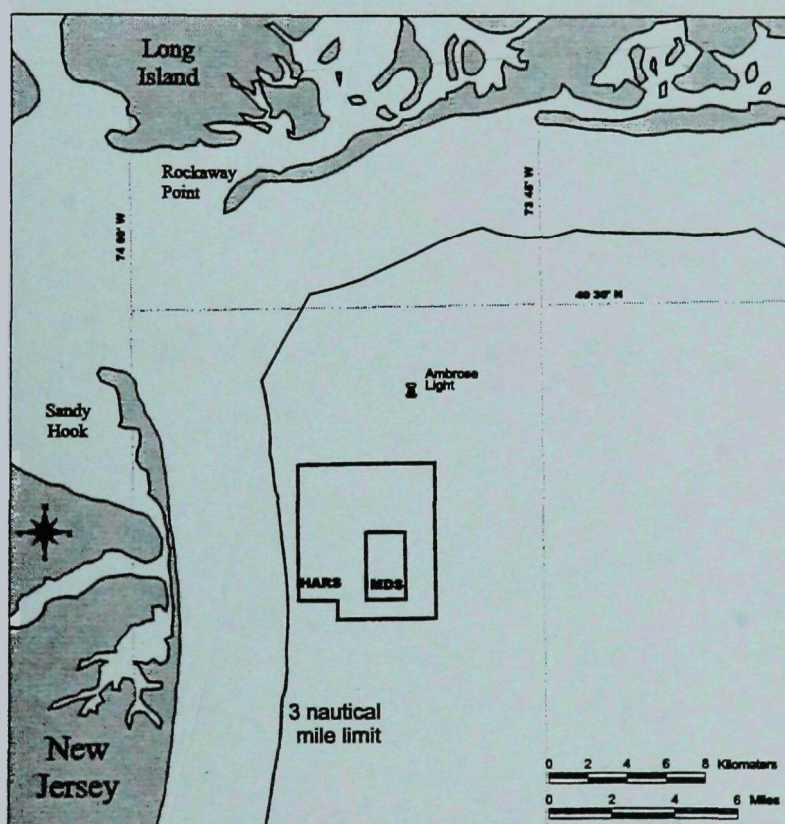 Long
Island
Rockaway
Point
74 00' W
73 45' W
40 30' N
Ambrose
Light
Sandy
Hook
HARS
MDS
3 nautical
mile limit
New
Jersey
0 2 4 6 8 Kilometers
0 2 4 6 Miles